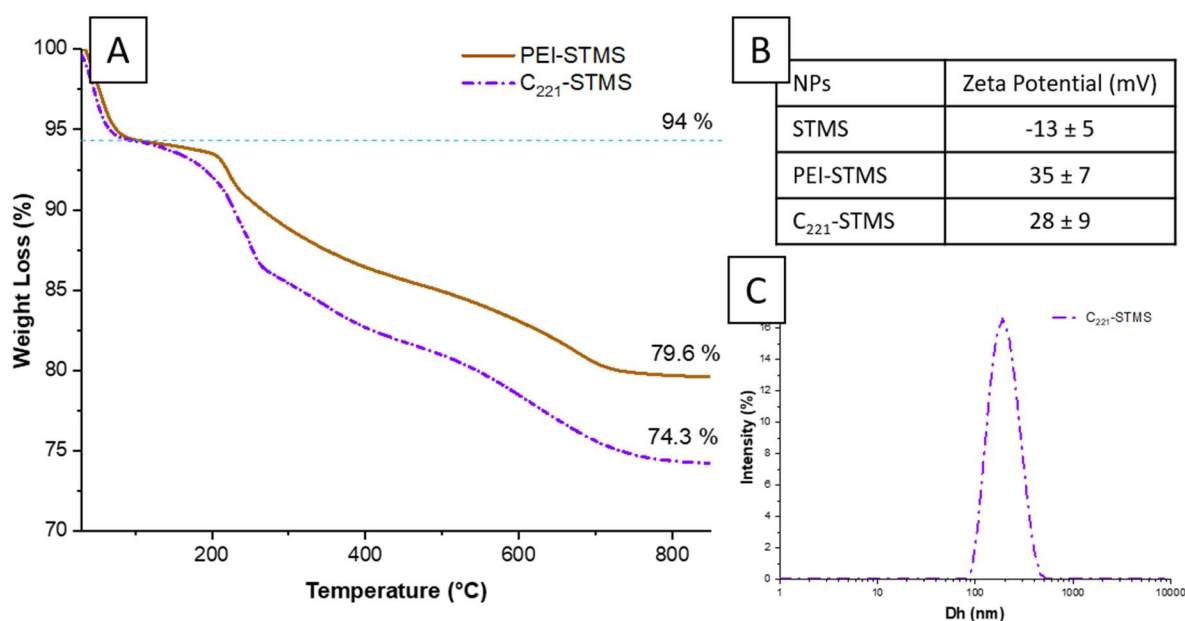 A
PEI-STMS
C₂₂₁-STMS
94 %
79.6 %
74.3 %
100
95
90
85
80
75
70
Weight Loss (%)
200
400
600
800
Temperature (°C)
B
NPs Zeta Potential (mV)
STMS -13 ± 5
PEI-STMS 35 ± 7
C₂₂₁-STMS 28 ± 9
C
C₂₂₁-STMS
16
14
12
10
8
6
4
2
0
Intensity (%)
1
10
100
1000
10000
Dh (nm)